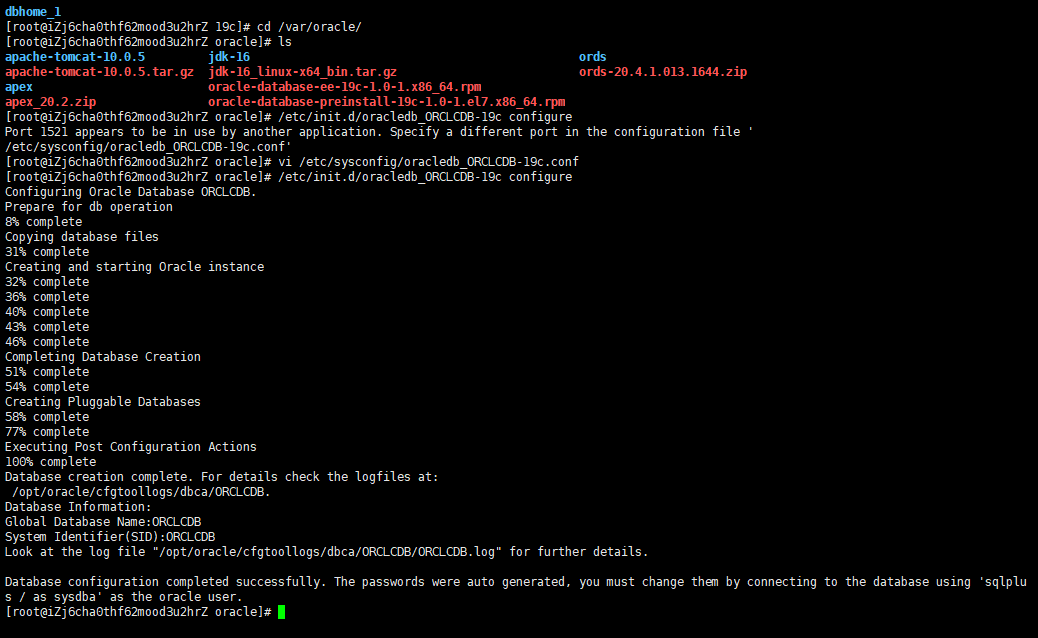 dbhome_1
[root@iZj6cha0thf62mood3u2hrZ 19c]# cd /var/oracle/
[root@iZj6cha0thf62mood3u2hrZ oracle]# ls
apache-tomcat-10.0.5 jdk-16 ords
apache-tomcat-10.0.5.tar.gz jdk-16_linux-x64_bin.tar.gz ords-20.4.1.013.1644.zip
apex oracle-database-ee-19c-1.0-1.x86_64.rpm
apex_20.2.zip oracle-database-preinstall-19c-1.0-1.el7.x86_64.rpm
[root@iZj6cha0thf62mood3u2hrZ oracle]# /etc/init.d/oracledb_ORCLCDB-19c configure
Port 1521 appears to be in use by another application. Specify a different port in the configuration file '
/etc/sysconfig/oracledb_ORCLCDB-19c.conf'
[root@iZj6cha0thf62mood3u2hrZ oracle]# vi /etc/sysconfig/oracledb_ORCLCDB-19c.conf
[root@iZj6cha0thf62mood3u2hrZ oracle]# /etc/init.d/oracledb_ORCLCDB-19c configure
Configuring Oracle Database ORCLCDB.
Prepare for db operation
8% complete
Copying database files
31% complete
Creating and starting Oracle instance
32% complete
36% complete
40% complete
43% complete
46% complete
Completing Database Creation
51% complete
54% complete
Creating Pluggable Databases
58% complete
77% complete
Executing Post Configuration Actions
100% complete
Database creation complete. For details check the logfiles at:
/opt/oracle/cfgtoollogs/dbca/ORCLCDB.
Database Information:
Global Database Name:ORCLCDB
System Identifier(SID):ORCLCDB
Look at the log file "/opt/oracle/cfgtoollogs/dbca/ORCLCDB/ORCLCDB.log" for further details.
Database configuration completed successfully. The passwords were auto generated, you must change them by connecting to the database using 'sqlplu
s / as sysdba' as the oracle user.
[root@iZj6cha0thf62mood3u2hrZ oracle]#